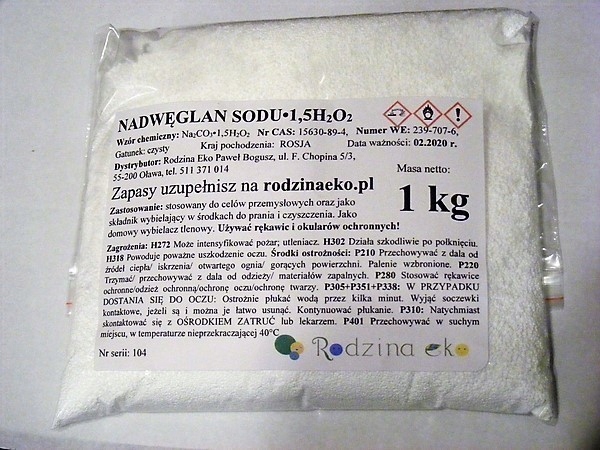 NADWĘGLAN SODU•1,5H₂O₂
Wzór chemiczny: Na₂CO₃•1,5H₂O₂ Nr CAS: 15630-89-4, Numer WE: 239-707-6,
Gatunek: czysty Kraj pochodzenia: ROSJA Data ważności: 02.2020 r.
Dystrybutor: Rodzina Eko Paweł Bogusz, ul. F. Chopina 5/3,
55-200 Oława, tel. 511 371 014
Masa netto:
Zapasy uzupełnisz na rodzinaeko.pl
1 kg
Zastosowanie: stosowany do celów przemysłowych oraz jako
składnik wybielający w środkach do prania i czyszczenia. Jako
domowy wybielacz tlenowy. Używać rękawic i okularów ochronnych!
Zagrożenia: H272 Może intensyfikować pożar; utleniacz. H302 Działa szkodliwie po połknięciu.
H318 Powoduje poważne uszkodzenie oczu. Środki ostrożności: P210 Przechowywać z dala od
źródeł ciepła/ iskrzenia/ otwartego ognia/ gorących powierzchni. Palenie wzbronione. P220
Trzymać/ przechowywać z dala od odzieży/ materiałów zapalnych. P280 Stosować rękawice
ochronne/odzież ochronną/ochronę oczu/ochronę twarzy. P305+P351+P338: W PRZYPADKU
DOSTANIA SIĘ DO OCZU: Ostrożnie płukać wodą przez kilka minut. Wyjąć soczewki
kontaktowe, jeżeli są i można je łatwo usunąć. Kontynuować płukanie. P310: Natychmiast
skontaktować się z OŚRODKIEM ZATRUĆ lub lekarzem. P401 Przechowywać w suchym
miejscu, w temperaturze nieprzekraczającej 40°C
Nr serii: 104
Rodzina eko